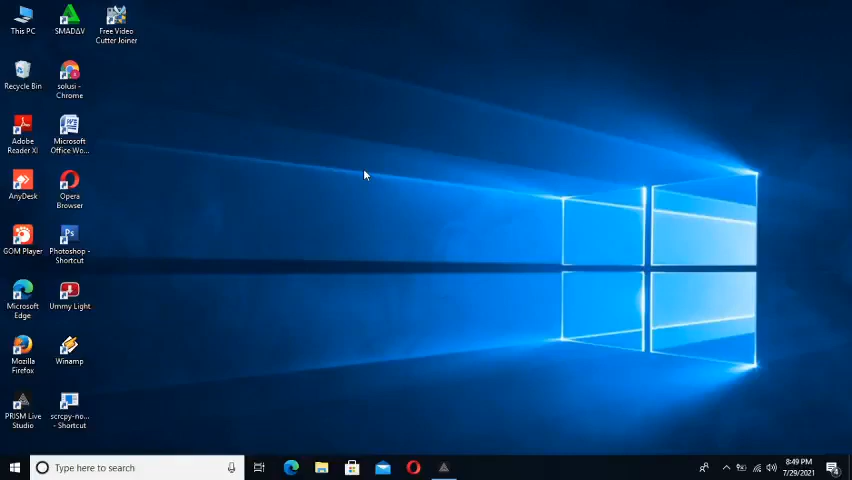 This PC
SMADΔV
Free Video
Cutter Joiner
Recycle Bin
solusi -
Chrome
Adobe
Reader XI
Microsoft
Office Wo...
AnyDesk
Opera
Browser
GOM Player
Photoshop -
Shortcut
Microsoft
Edge
Ummy Light
Mozilla
Firefox
Winamp
PRISM Live
Studio
scrcpy-no...
- Shortcut
Type here to search
8:49 PM
7/29/2021
4